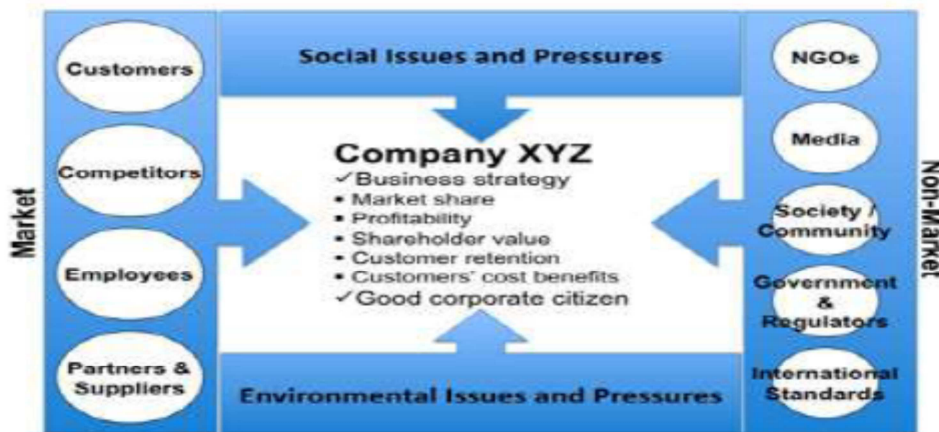 Market
Customers
Competitors
Employees
Partners &
Suppliers
Social Issues and Pressures
Company XYZ
✓Business strategy
▪ Market share
▪ Profitability
▪ Shareholder value
▪ Customer retention
▪ Customers' cost benefits
✓Good corporate citizen
Environmental Issues and Pressures
NGOs
Media
Society /
Community
Government
&
Regulators
International
Standards
Non-Market